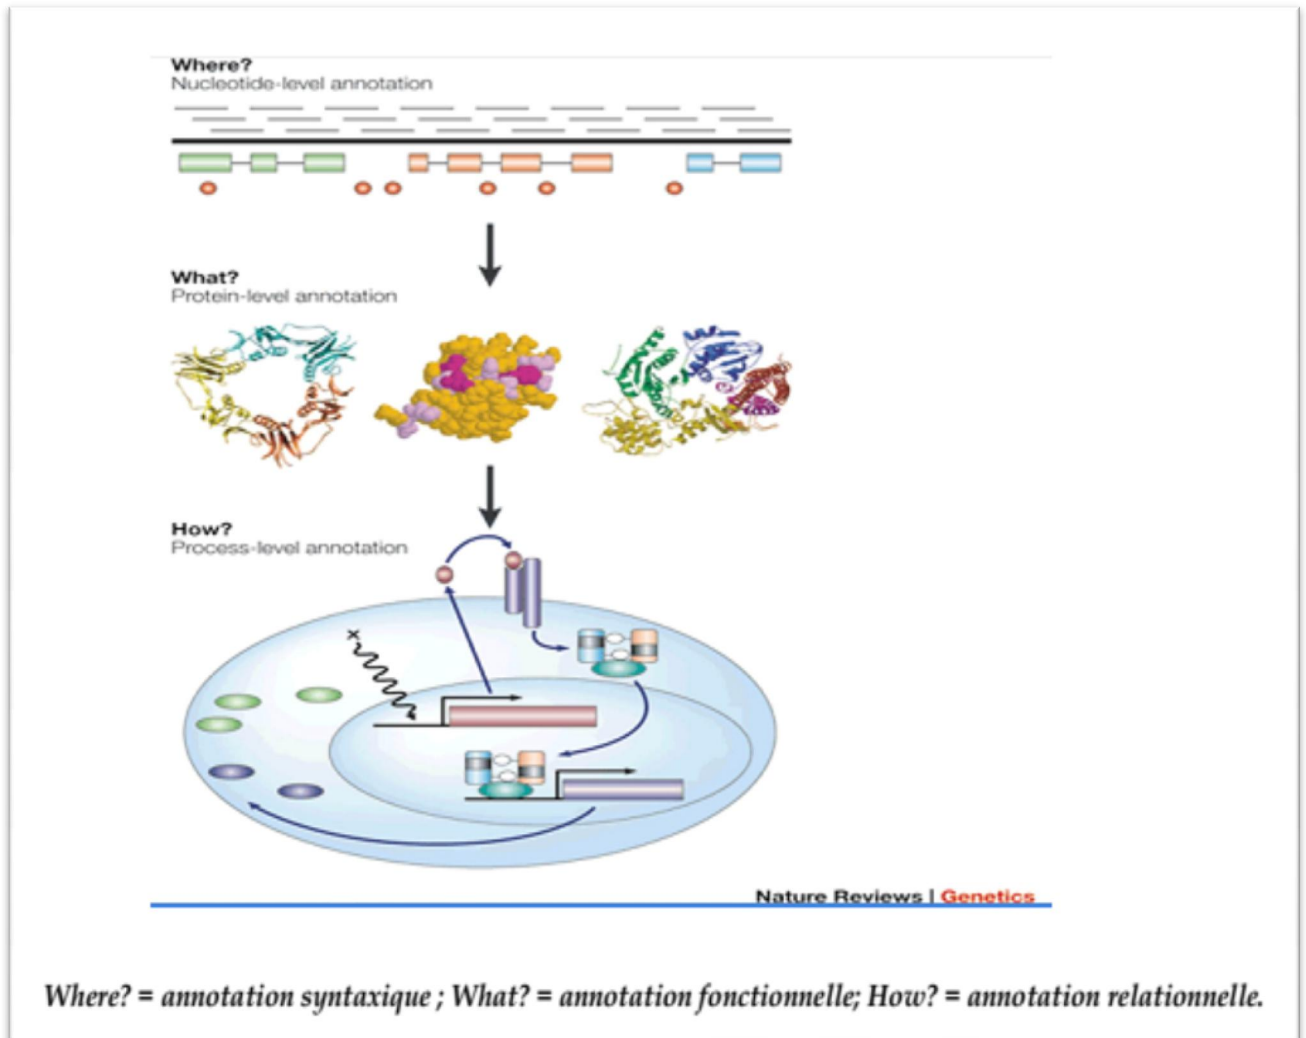 Where?
Nucleotide-level annotation
What?
Protein-level annotation
How?
Process-level annotation
x
Nature Reviews | Genetics
Where? = annotation syntaxique ; What? = annotation fonctionnelle; How? = annotation relationnelle.